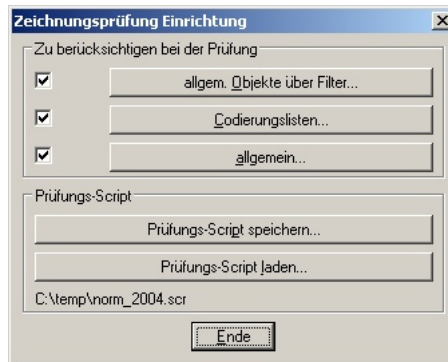 Zeichnungsprüfung Einrichtung
Zu berücksichtigen bei der Prüfung
allgem. Objekte über Filter...
Codierungslisten...
allgemein...
Prüfungs-Script
Prüfungs-Script speichern...
Prüfungs-Script laden...
C:\temp\norm_2004.scr
Ende